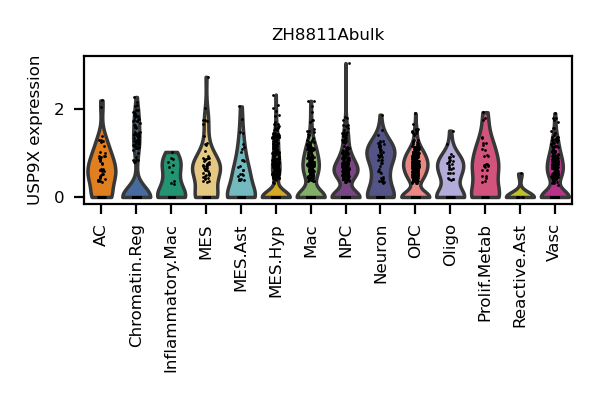 ZH8811Abulk
USP9X expression
2
0
AC
Chromatin.Reg
Inflammatory.Mac
MES
MES.Ast
MES.Hyp
Mac
NPC
Neuron
OPC
Oligo
Prolif.Metab
Reactive.Ast
Vasc